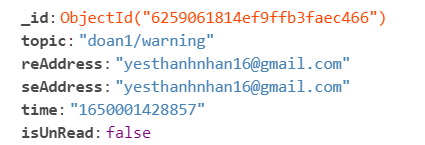 _id: ObjectId("6259061814ef9ffb3faec466")
topic: "doan1/warning"
reAddress: "yesthanhnhan16@gmail.com"
seAddress: "yesthanhnhan16@gmail.com"
time: "1650001428857"
isUnRead: false